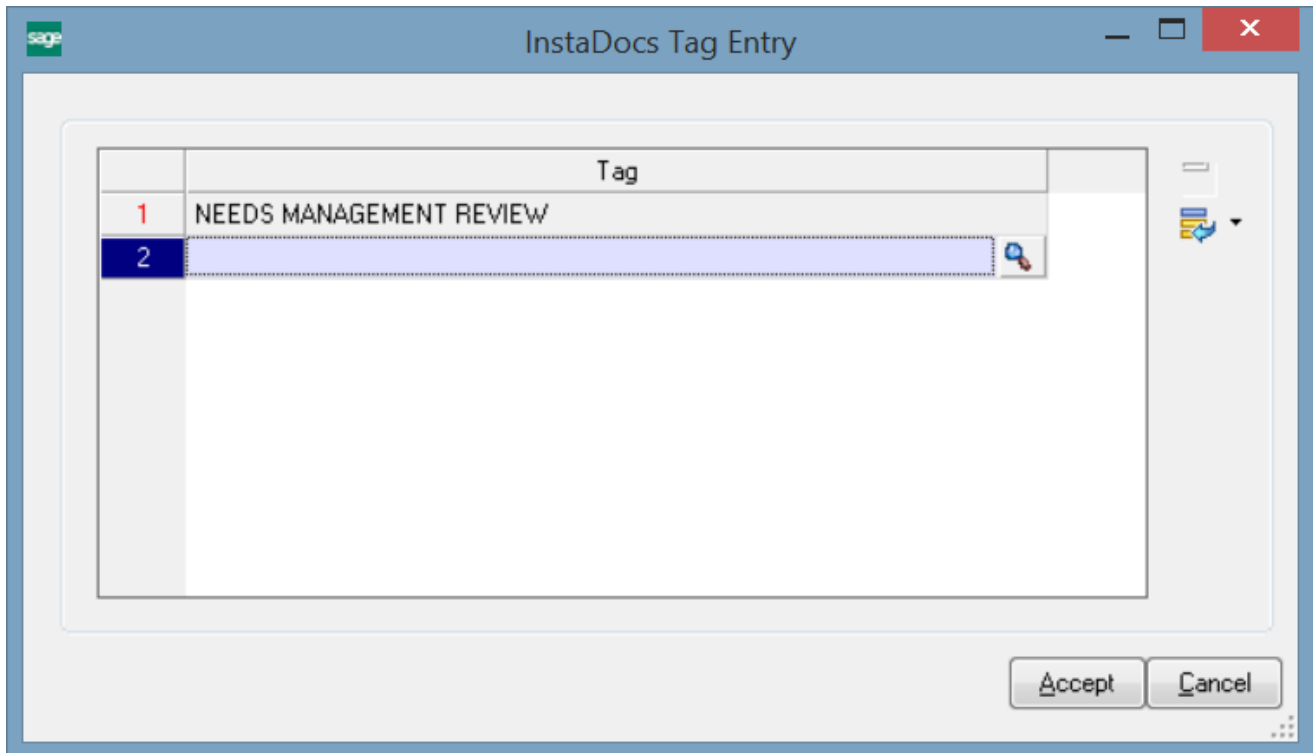 sage
InstaDocs Tag Entry
Tag
1 NEEDS MANAGEMENT REVIEW
2
Accept Cancel